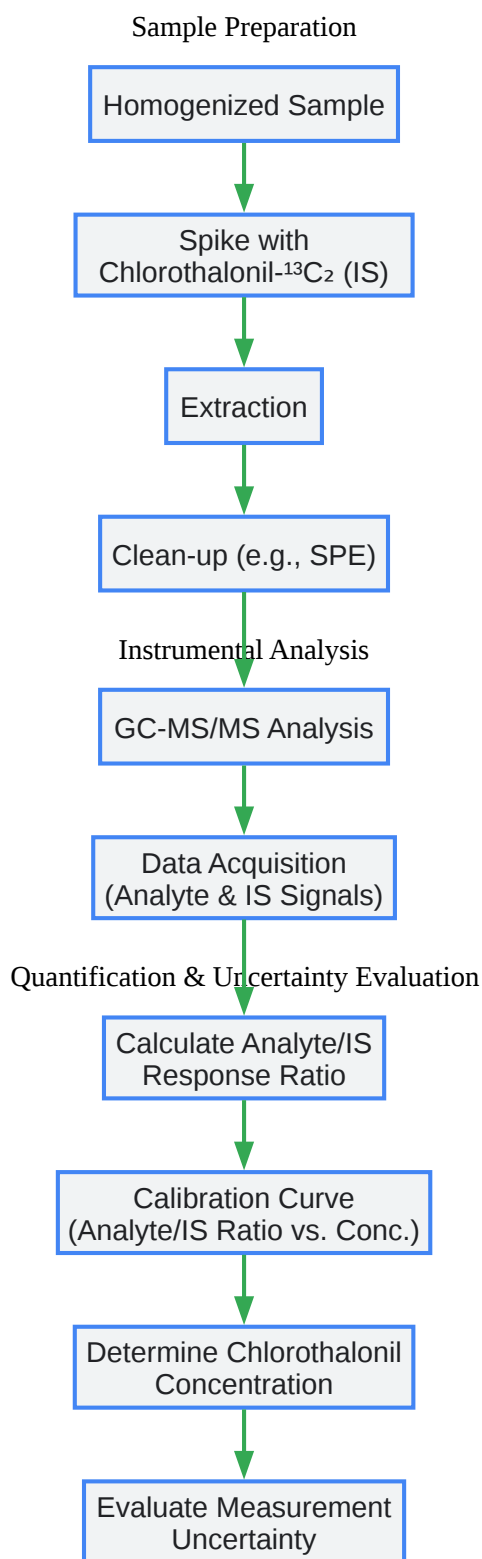 Sample Preparation
Homogenized Sample
Spike with
Chlorothalonil-¹³C₂ (IS)
Extraction
Clean-up (e.g., SPE)
Instrumental Analysis
GC-MS/MS Analysis
Data Acquisition
(Analyte & IS Signals)
Quantification & Uncertainty Evaluation
Calculate Analyte/IS
Response Ratio
Calibration Curve
(Analyte/IS Ratio vs. Conc.)
Determine Chlorothalonil
Concentration
Evaluate Measurement
Uncertainty